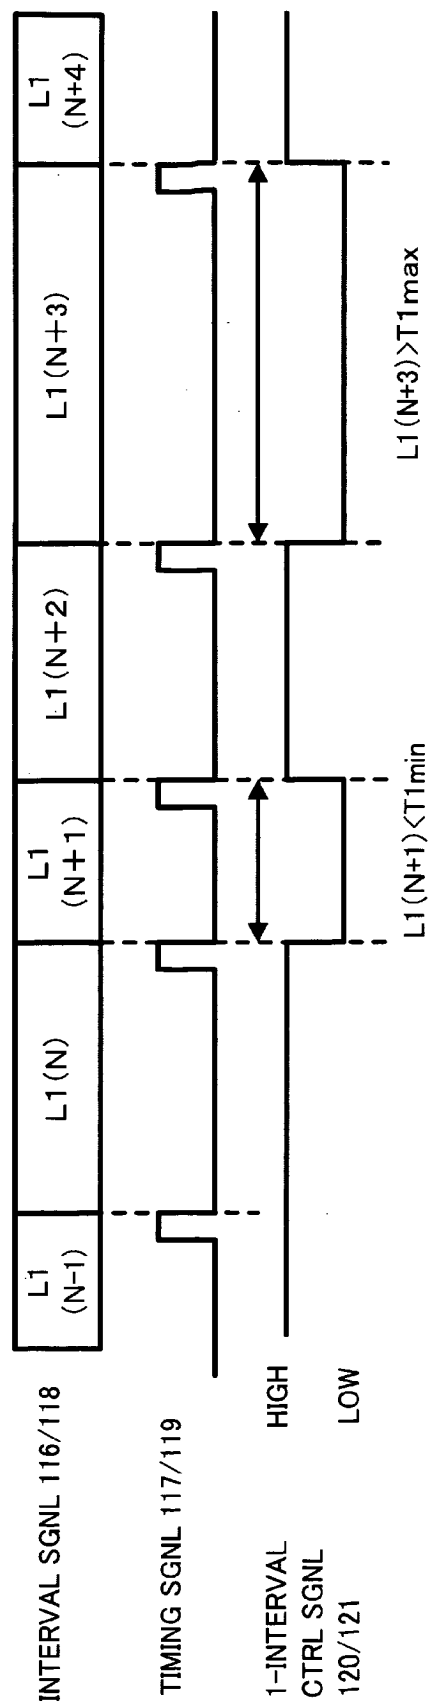 INTERVAL SGNL 116/118
L1
(N-1)
L1(N)
L1
(N+1)
L1(N+2)
L1(N+3)
L1
(N+4)
TIMING SGNL 117/119
1-INTERVAL
CTRL SGNL
120/121
HIGH
LOW
L1(N+1)<T1min
L1(N+3)>T1max